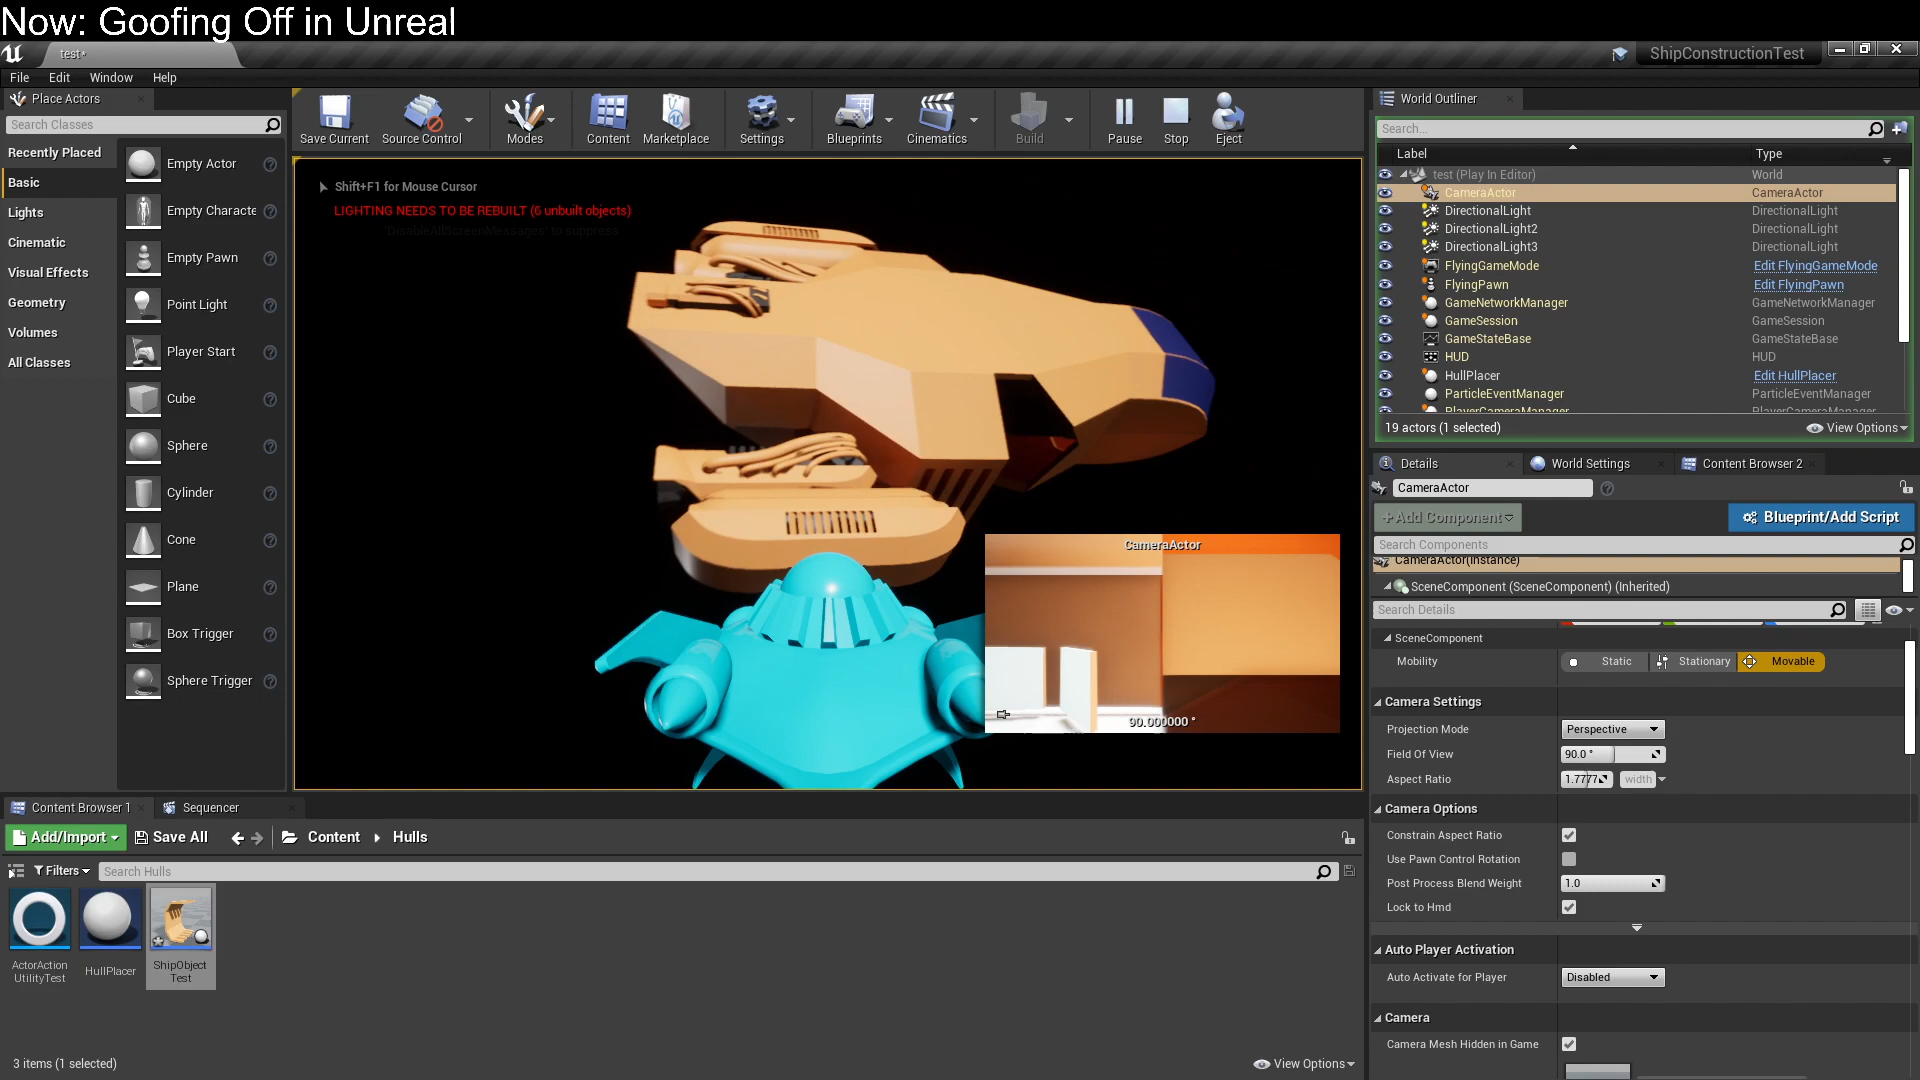 Now: Goofing Off in Unreal
test*
ShipConstructionTest
File Edit Window Help
Place Actors
Search Classes
Recently Placed
Basic
Lights
Cinematic
Visual Effects
Geometry
Volumes
All Classes
Empty Actor
Empty Characte
Empty Pawn
Point Light
Player Start
Cube
Sphere
Cylinder
Cone
Plane
Box Trigger
Sphere Trigger
Save Current
Source Control
Modes
Content
Marketplace
Settings
Blueprints
Cinematics
Build
Pause
Stop
Eject
Shift+F1 for Mouse Cursor
LIGHTING NEEDS TO BE REBUILT (6 unbuilt objects)
'DisableAllScreenMessages' to suppress
CameraActor
90.000000 °
World Outliner
Search...
Label Type
test (Play In Editor) World
CameraActor CameraActor
DirectionalLight DirectionalLight
DirectionalLight2 DirectionalLight
DirectionalLight3 DirectionalLight
FlyingGameMode Edit FlyingGameMode
FlyingPawn Edit FlyingPawn
GameNetworkManager GameNetworkManager
GameSession GameSession
GameStateBase GameStateBase
HUD HUD
HullPlacer Edit HullPlacer
ParticleEventManager ParticleEventManager
PlayerCameraManager PlayerCameraManager
19 actors (1 selected) View Options
Details World Settings Content Browser 2
CameraActor
+Add Component Blueprint/Add Script
Search Components
CameraActor(Instance)
SceneComponent (SceneComponent) (Inherited)
Search Details
SceneComponent
Mobility Static Stationary Movable
Camera Settings
Projection Mode Perspective
Field Of View 90.0 °
Aspect Ratio 1.7777 width
Camera Options
Constrain Aspect Ratio
Use Pawn Control Rotation
Post Process Blend Weight 1.0
Lock to Hmd
Auto Player Activation
Auto Activate for Player Disabled
Camera
Camera Mesh Hidden in Game
Content Browser 1 Sequencer
Add/Import Save All Content Hulls
Filters Search Hulls
ActorAction
UtilityTest
HullPlacer
ShipObject
Test
3 items (1 selected) View Options